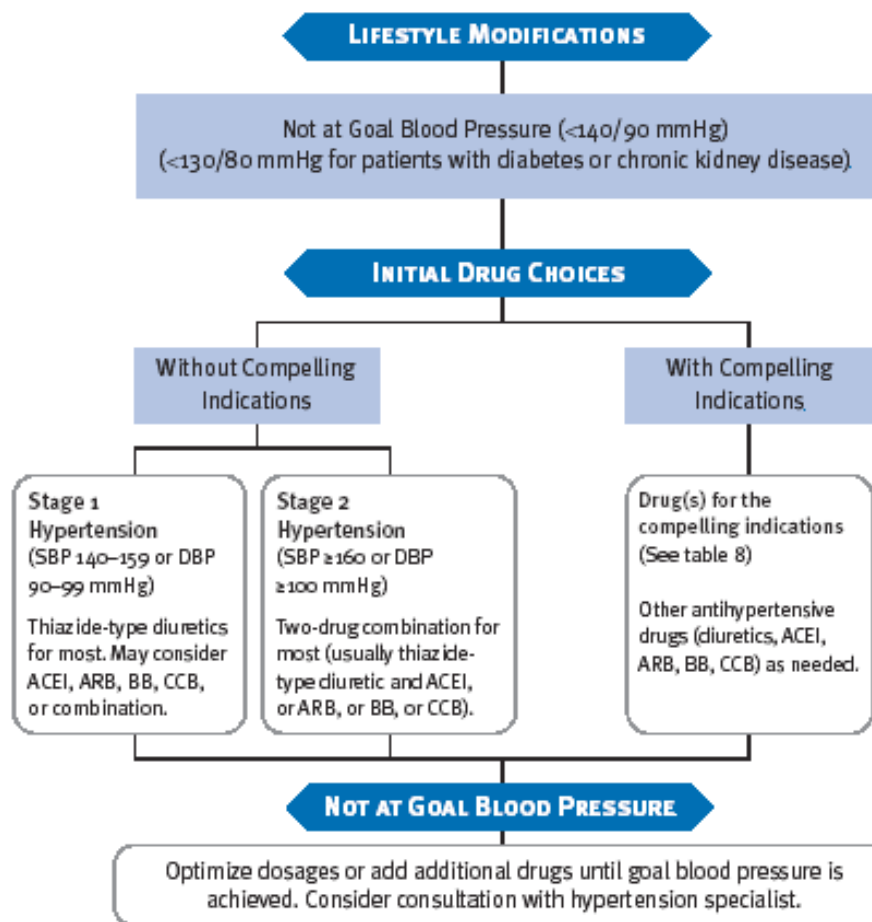 LIFESTYLE MODIFICATIONS
Not at Goal Blood Pressure (<140/90 mmHg)
(<130/80 mmHg for patients with diabetes or chronic kidney disease)
INITIAL DRUG CHOICES
Without Compelling
Indications
With Compelling
Indications
Stage 1
Hypertension
(SBP 140–159 or DBP
90–99 mmHg)
Thiazide-type diuretics
for most. May consider
ACEI, ARB, BB, CCB,
or combination.
Stage 2
Hypertension
(SBP ≥160 or DBP
≥100 mmHg)
Two-drug combination for
most (usually thiazide-
type diuretic and ACEI,
or ARB, or BB, or CCB).
Drug(s) for the
compelling indications
(See table 8)
Other antihypertensive
drugs (diuretics, ACEI,
ARB, BB, CCB) as needed.
NOT AT GOAL BLOOD PRESSURE
Optimize dosages or add additional drugs until goal blood pressure is
achieved. Consider consultation with hypertension specialist.